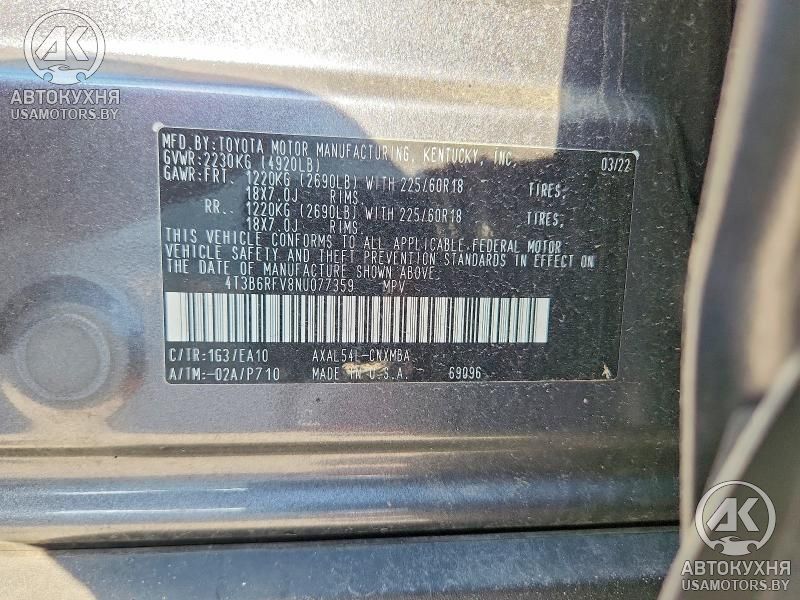 AK
АВТОКУХНЯ
USAMOTORS.BY
MFD.BY:TOYOTA MOTOR MANUFACTURING, KENTUCKY, INC. 03/22
GVWR:2230KG (4920LB)
GAWR:FRT. 1220KG (2690LB) WITH 225/60R18 TIRES,
18X7.0J RIMS,
RR. 1220KG (2690LB) WITH 225/60R18 TIRES,
18X7.0J RIMS,
THIS VEHICLE CONFORMS TO ALL APPLICABLE FEDERAL MOTOR
VEHICLE SAFETY AND THEFT PREVENTION STANDARDS IN EFFECT ON
THE DATE OF MANUFACTURE SHOWN ABOVE.
4T3B6RFV8NU077359 MPV
C/TR:1G3/EA10 AXAL54L-CNXMBA
A/TM:-02A/P710 MADE IN U.S.A. 69096
AK
АВТОКУХНЯ
USAMOTORS.BY